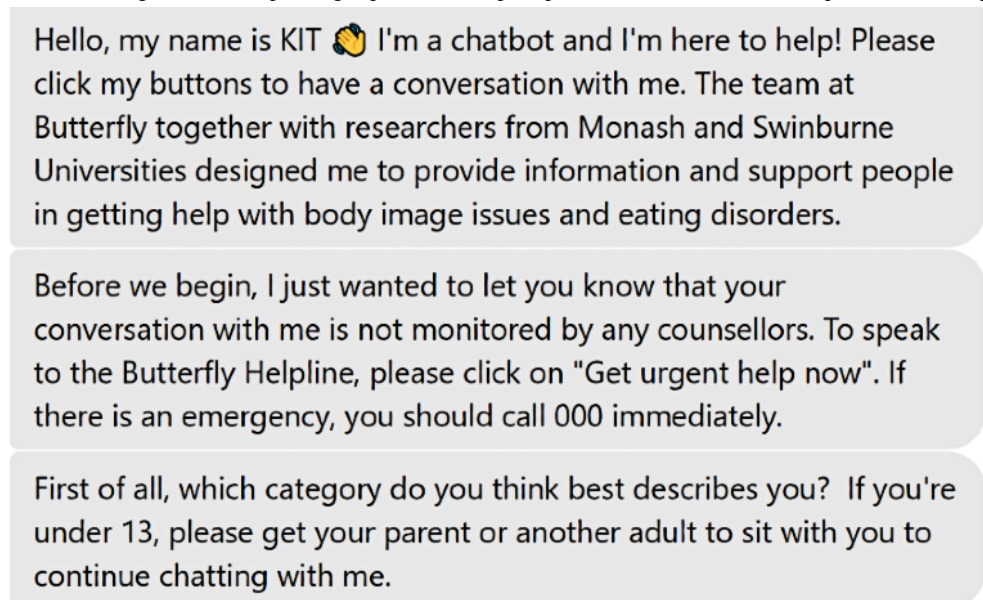 Hello, my name is KIT 👋 I'm a chatbot and I'm here to help! Please
click my buttons to have a conversation with me. The team at
Butterfly together with researchers from Monash and Swinburne
Universities designed me to provide information and support people
in getting help with body image issues and eating disorders.
Before we begin, I just wanted to let you know that your
conversation with me is not monitored by any counsellors. To speak
to the Butterfly Helpline, please click on "Get urgent help now". If
there is an emergency, you should call 000 immediately.
First of all, which category do you think best describes you?  If you're
under 13, please get your parent or another adult to sit with you to
continue chatting with me.